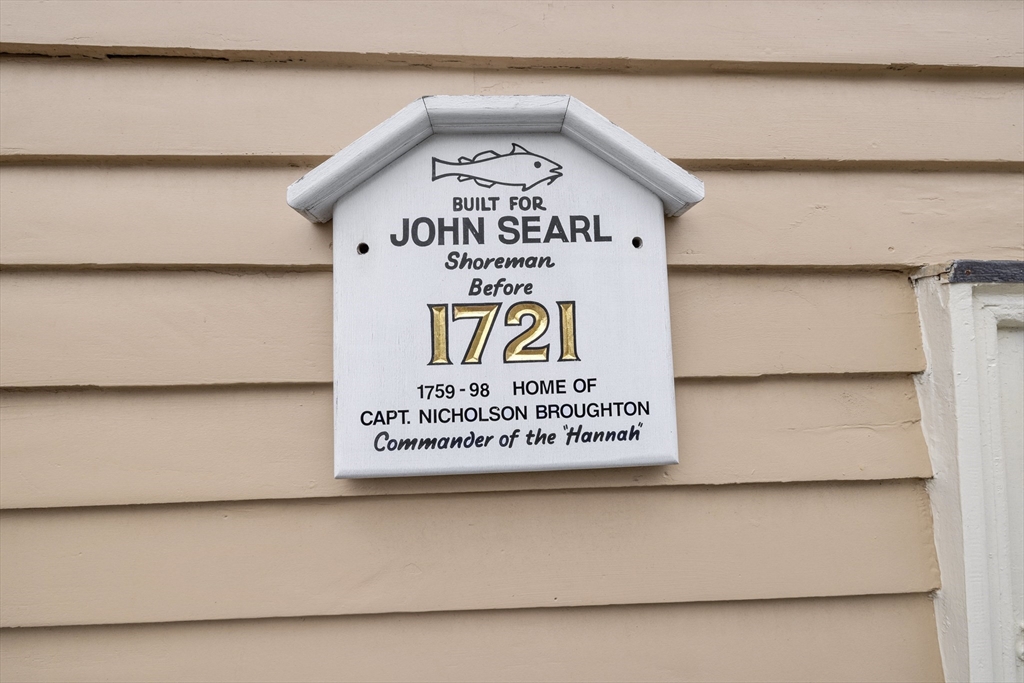 BUILT FOR
JOHN SEARL
Shoreman
Before
1721
1759-98 HOME OF
CAPT. NICHOLSON BROUGHTON
Commander of the "Hannah"